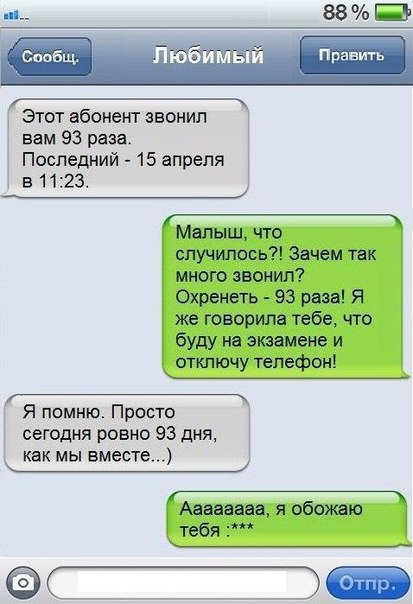 88 %
Сообщ.
Любимый
Править
Этот абонент звонил
вам 93 раза.
Последний - 15 апреля
в 11:23.
Малыш, что
случилось?! Зачем так
много звонил?
Охренеть - 93 раза! Я
же говорила тебе, что
буду на экзамене и
отключу телефон!
Я помню. Просто
сегодня ровно 93 дня,
как мы вместе...)
Аааааааа, я обожаю
тебя :***
Отпр.